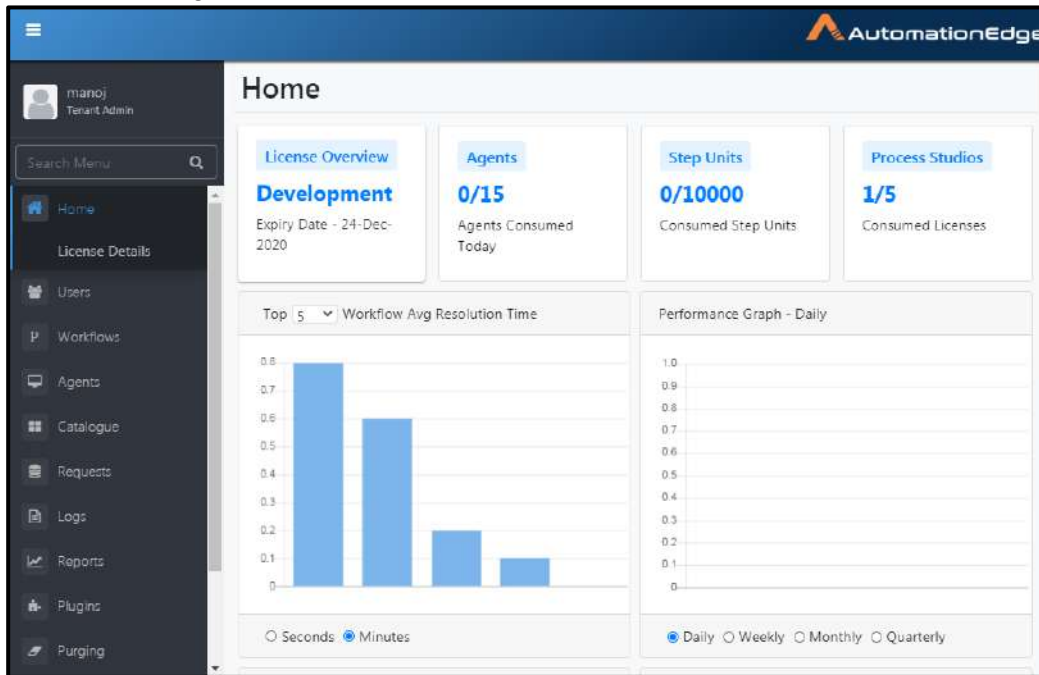 AutomationEdge
manoj
Tenant Admin
Search Menu
Home
License Details
Users
Workflows
Agents
Catalogue
Requests
Logs
Reports
Plugins
Purging
Home
License Overview
Development
Expiry Date - 24-Dec-
2020
Agents
0/15
Agents Consumed
Today
Step Units
0/10000
Consumed Step Units
Process Studios
1/5
Consumed Licenses
Top 5 Workflow Avg Resolution Time
0.8
0.7
0.6
0.5
0.4
0.3
0.2
0.1
0
Seconds Minutes
Performance Graph - Daily
1.0
0.9
0.8
0.7
0.6
0.5
0.4
0.3
0.2
0.1
0
Daily Weekly Monthly Quarterly